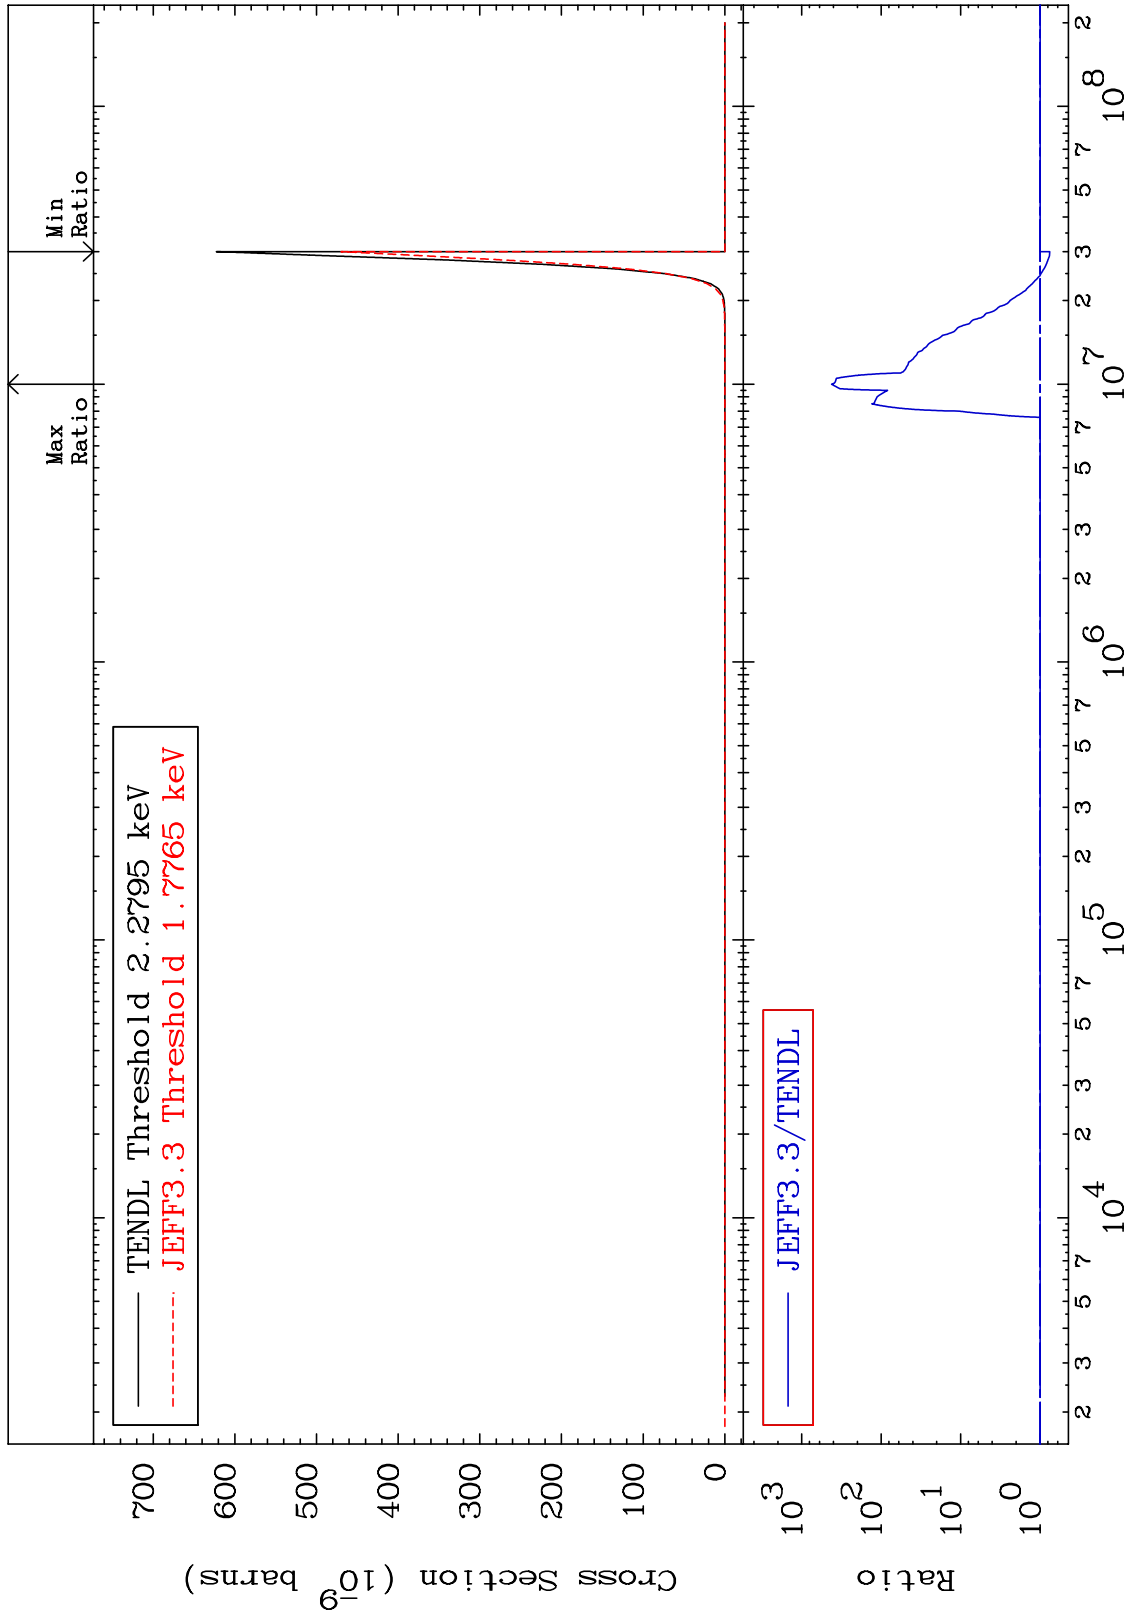 Max
Ratio
Min
Ratio
TENDL Threshold 2.2795 keV
JEFF3.3 Threshold 1.7765 keV
700
600
500
400
300
200
100
0
Cross Section (10⁻⁹ barns)
JEFF3.3/TENDL
10³
10²
10¹
10⁰
Ratio
2 3 5 7 10⁴ 2 3 5 7 10⁵ 2 3 5 7 10⁶ 2 3 5 7 10⁷ 2 3 5 7 10⁸ 2